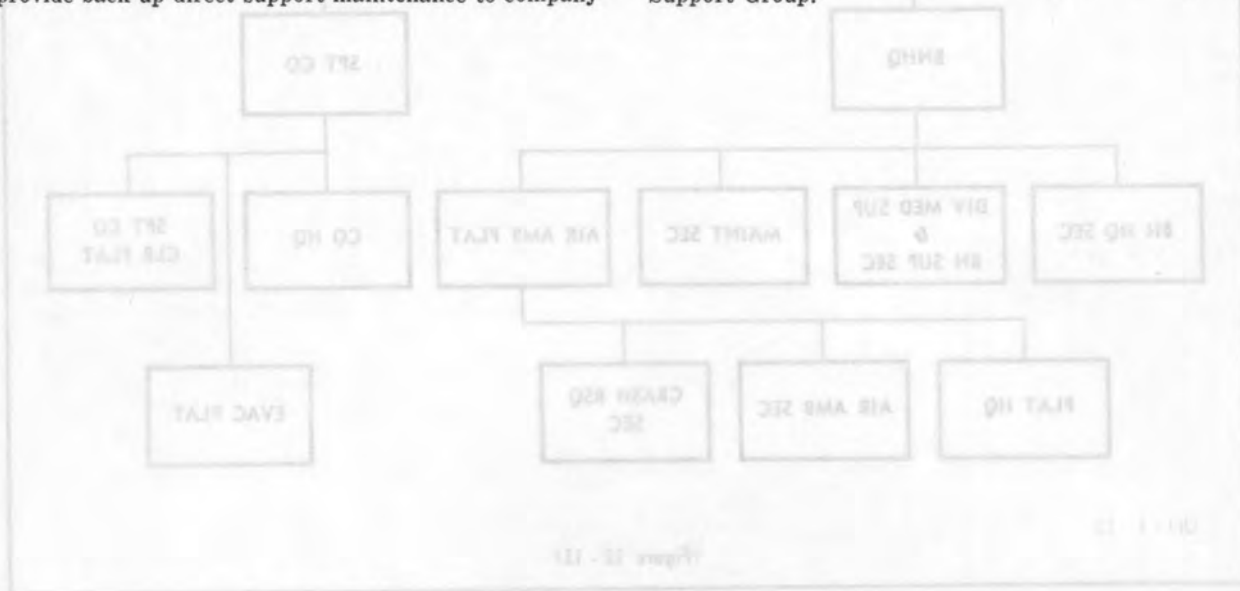 provide back-up direct support maintenance to company
Support Group.
SPT CO
BNHQ
SPT CO
CLR PLAT
CO HQ
AIR AMB PLAT
MAINT SEC
DIV MED SUP
&
BN SUP SEC
BN HQ SEC
EVAC PLAT
CRASH RSQ
SEC
AIR AMB SEC
PLAT HQ
(Figure 12 - 12)